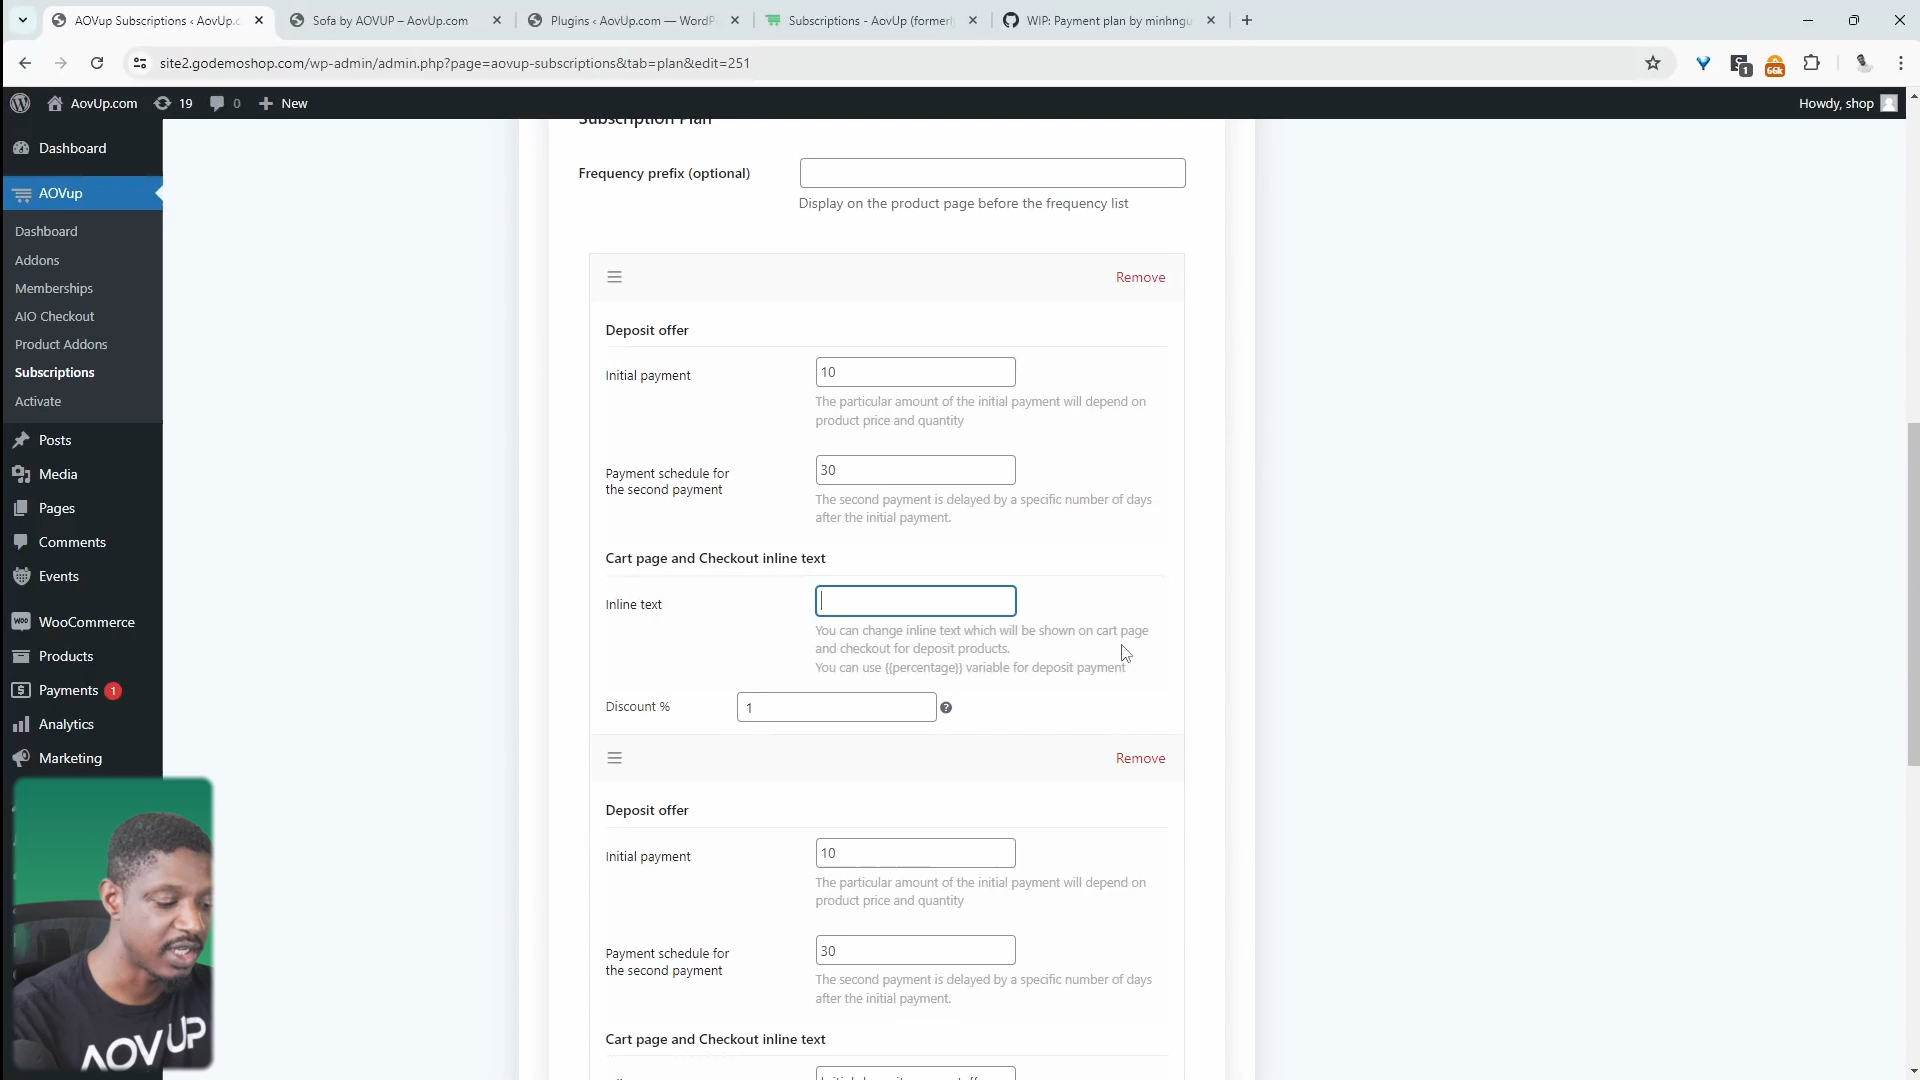 AOVup Subscriptions ‹ AovUp.c
Sofa by AOVUP – AovUp.com
Plugins ‹ AovUp.com — WordP
Subscriptions - AovUp (formerl
WIP: Payment plan by minhngu
site2.godemoshop.com/wp-admin/admin.php?page=aovup-subscriptions&tab=plan&edit=251
1
66k
AovUp.com
19
0
New
Howdy, shop
Dashboard
AOVup
Dashboard
Addons
Memberships
AIO Checkout
Product Addons
Subscriptions
Activate
Posts
Media
Pages
Comments
Events
WooCommerce
Products
Payments 1
Analytics
Marketing
Subscription Plan
Frequency prefix (optional)
Display on the product page before the frequency list
Remove
Deposit offer
Initial payment
10
The particular amount of the initial payment will depend on
product price and quantity
Payment schedule for
the second payment
30
The second payment is delayed by a specific number of days
after the initial payment.
Cart page and Checkout inline text
Inline text
You can change inline text which will be shown on cart page
and checkout for deposit products.
You can use {{percentage}} variable for deposit payment
Discount %
1
Remove
Deposit offer
Initial payment
10
The particular amount of the initial payment will depend on
product price and quantity
Payment schedule for
the second payment
30
The second payment is delayed by a specific number of days
after the initial payment.
Cart page and Checkout inline text
AOVUP